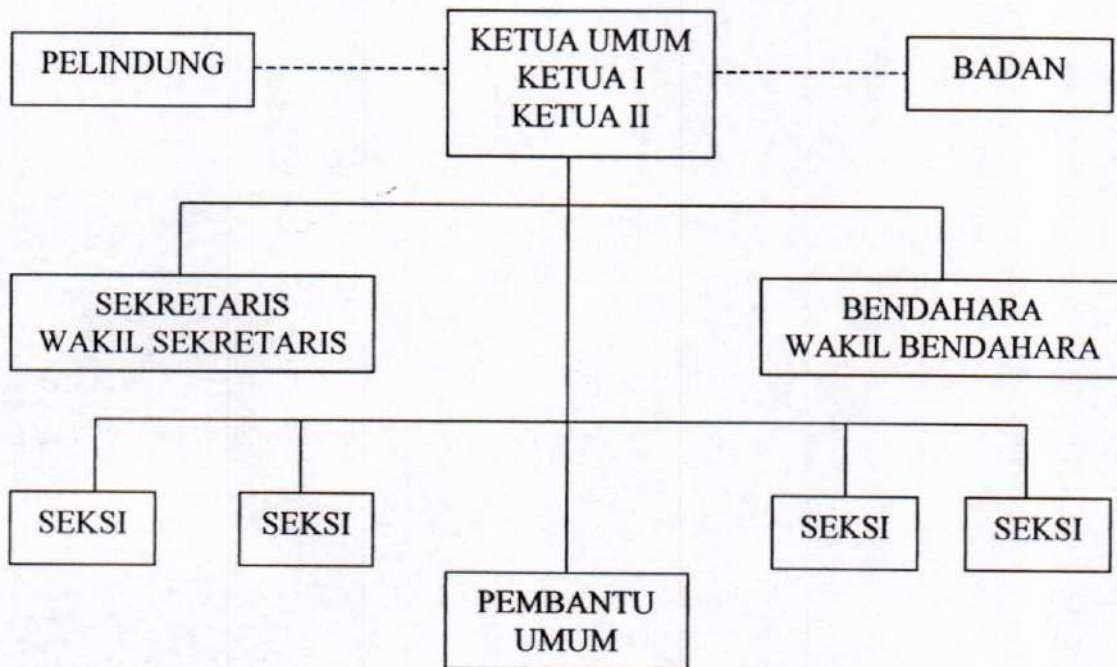 PELINDUNG
KETUA UMUM
KETUA I
KETUA II
BADAN
SEKRETARIS
WAKIL SEKRETARIS
BENDAHARA
WAKIL BENDAHARA
SEKSI
SEKSI
SEKSI
SEKSI
PEMBANTU
UMUM